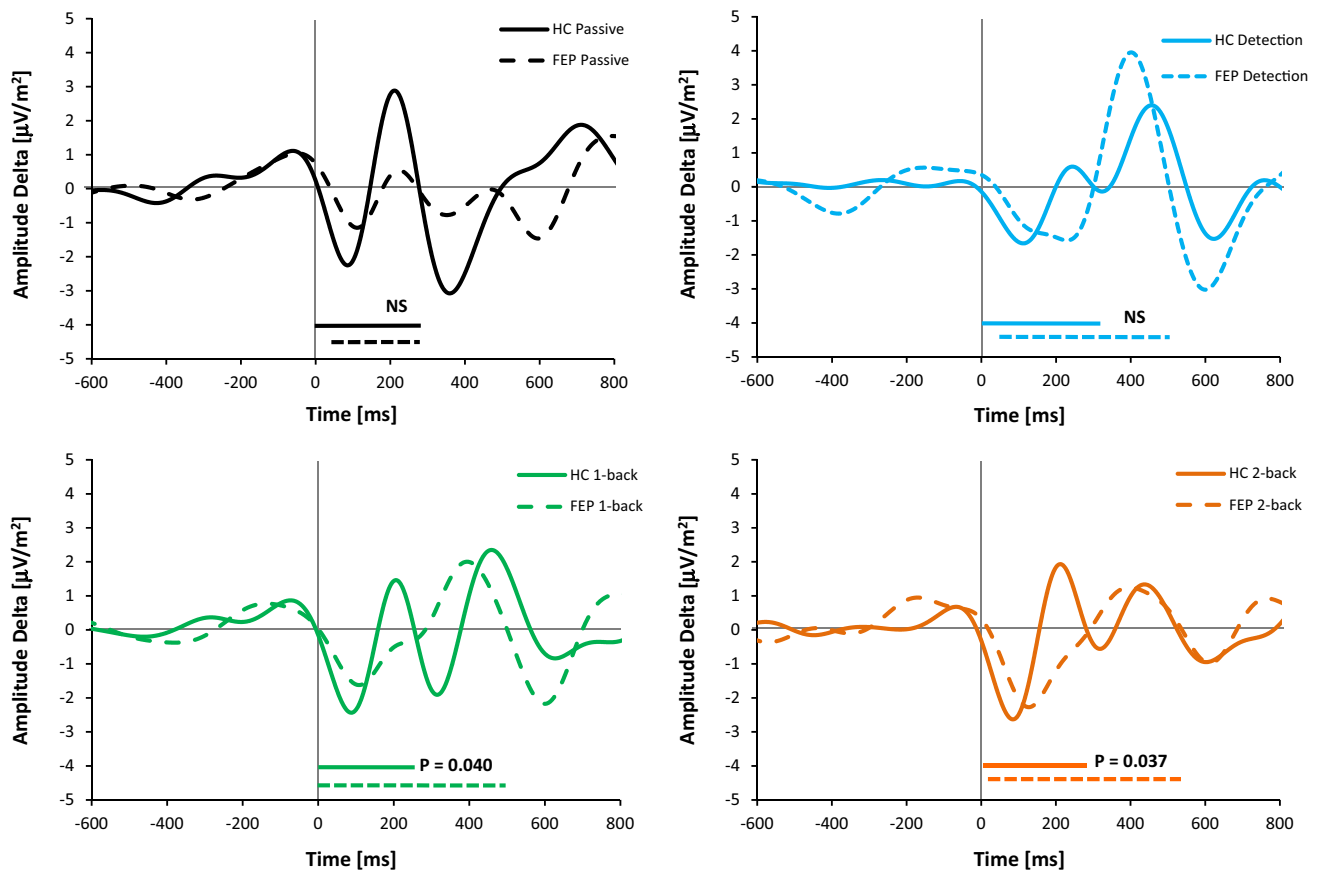 HC Passive
FEP Passive
Amplitude Delta [µV/m²]
5
4
3
2
1
0
-1
-2
-3
-4
-5
NS
-600 -400 -200 0 200 400 600 800
Time [ms]
HC Detection
FEP Detection
Amplitude Delta [µV/m²]
5
4
3
2
1
0
-1
-2
-3
-4
-5
NS
-600 -400 -200 0 200 400 600 800
Time [ms]
HC 1-back
FEP 1-back
Amplitude Delta [µV/m²]
5
4
3
2
1
0
-1
-2
-3
-4
-5
P = 0.040
-600 -400 -200 0 200 400 600 800
Time [ms]
HC 2-back
FEP 2-back
Amplitude Delta [µV/m²]
5
4
3
2
1
0
-1
-2
-3
-4
-5
P = 0.037
-600 -400 -200 0 200 400 600 800
Time [ms]